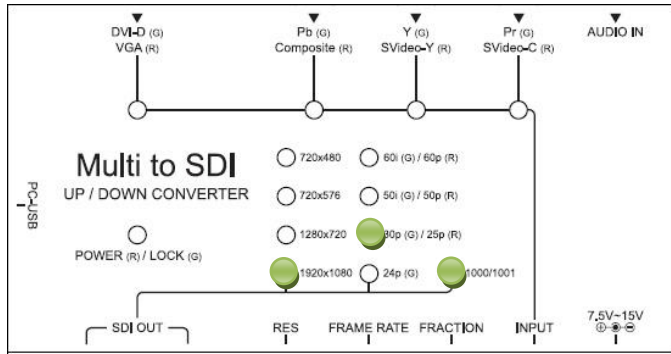 DVI-D (G) Pb (G) Y (G) Pr (G) AUDIO IN
VGA (R) Composite (R) SVideo-Y (R) SVideo-C (R)
Multi to SDI
UP / DOWN CONVERTER
PC-USB
POWER (R) / LOCK (G)
720x480 60i (G) / 60p (R)
720x576 50i (G) / 50p (R)
1280x720 30p (G) / 25p (R)
1920x1080 24p (G) 1000/1001
SDI OUT RES FRAME RATE FRACTION INPUT 7.5V~15V